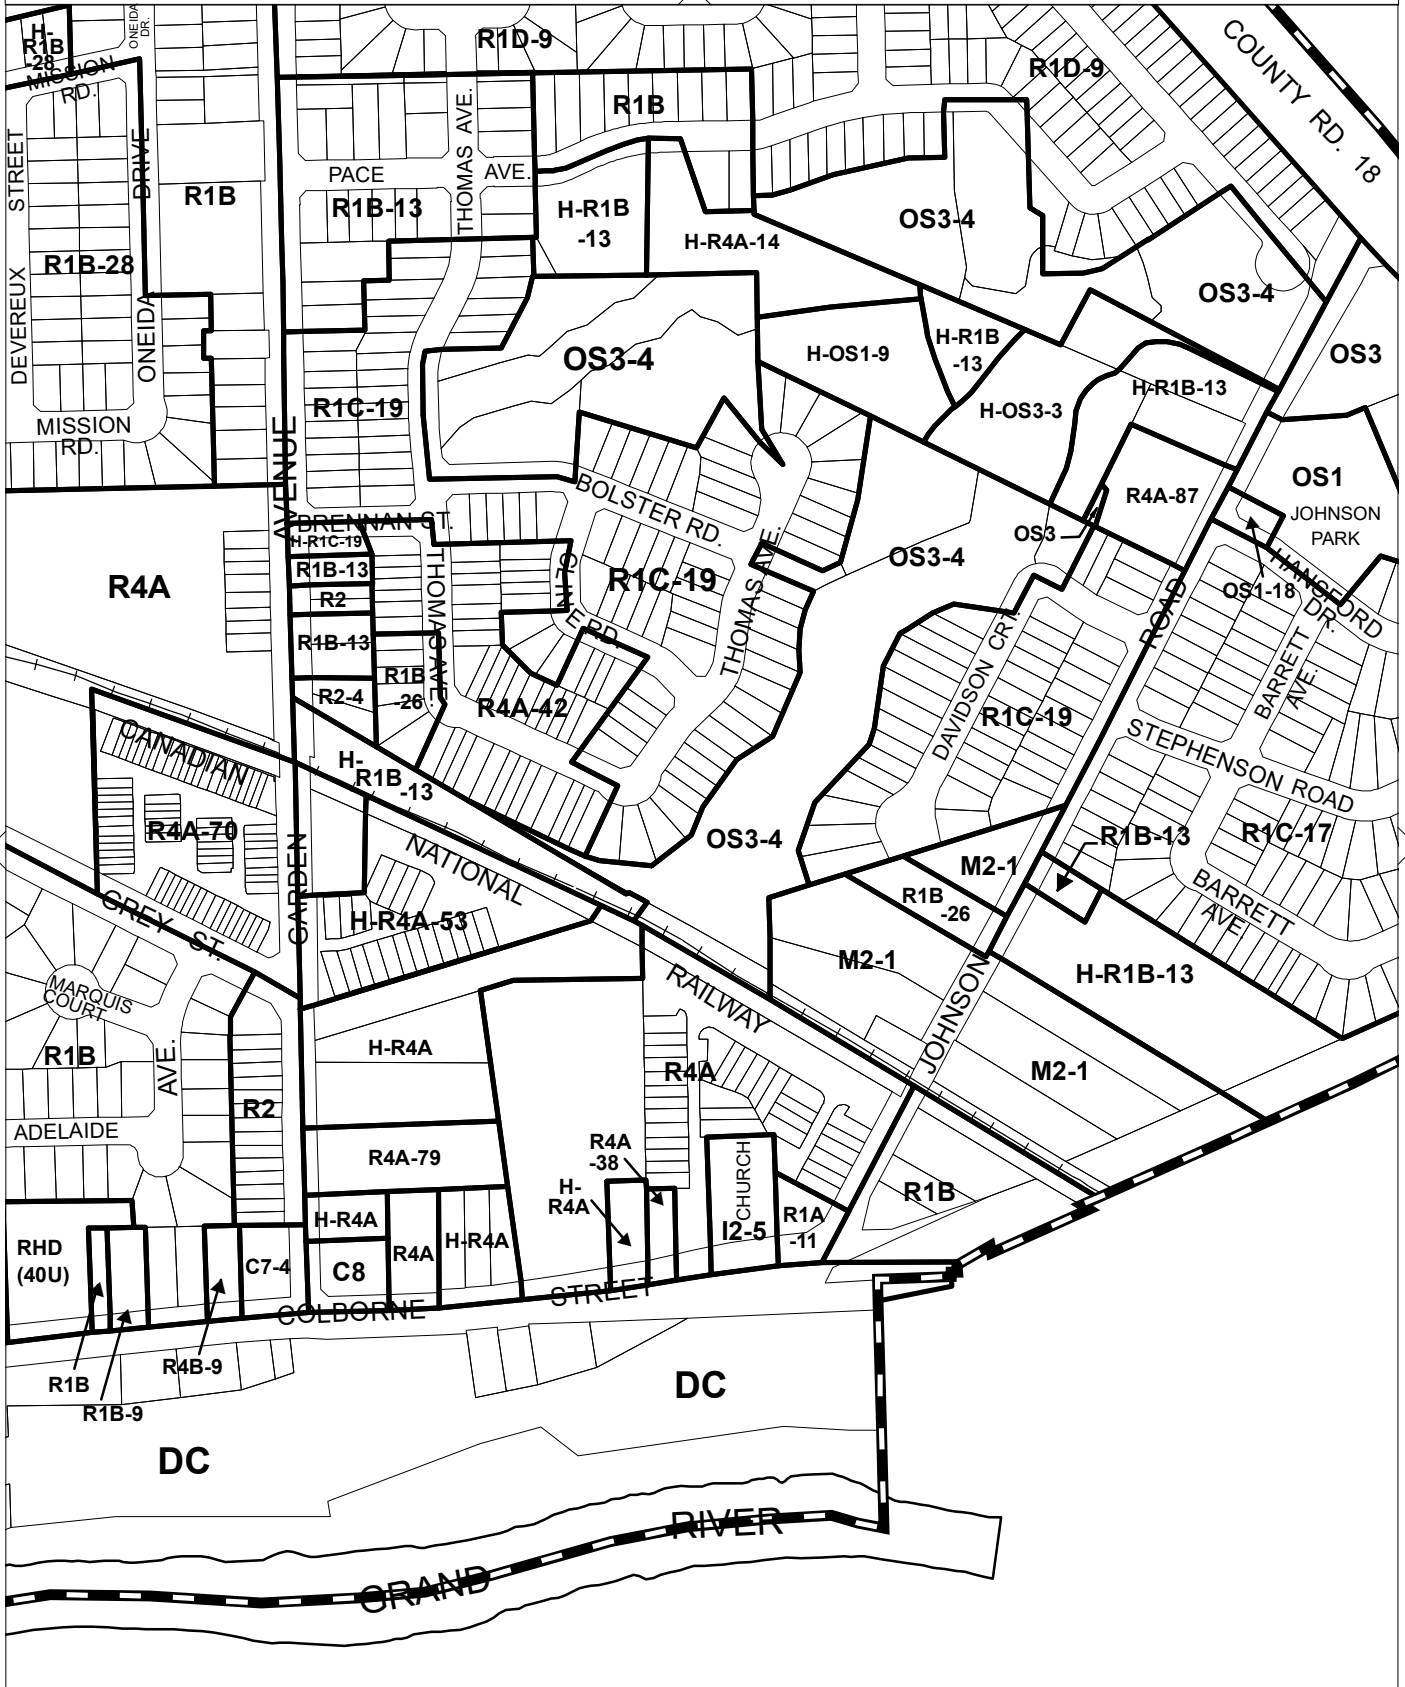 H-
R1B
-28
ONEIDA
DR.
MISSION
RD.
R1D-9
R1D-9
COUNTY RD. 18
R1B
THOMAS AVE.
STREET
DRIVE
PACE
AVE.
R1B
R1B-13
H-R1B
-13
H-R4A-14
OS3-4
R1B-28
DEVEREUX
ONEIDA
OS3-4
OS3-4
H-OS1-9
H-R1B
-13
OS3
H-R1B-13
R1C-19
H-OS3-3
MISSION
RD.
AVENUE
OS1
BOLSTER RD.
R4A-87
JOHNSON
PARK
BRENNAN ST.
H-R1C-19
OS3
OS3-4
R1B-13
R4A
R2
THOMAS AVE.
R1C-19
THOMAS AVE.
OS1-18
HANSFORD
DR.
ROAD
R1B-13
E RD.
DAVIDSON CRT.
BARRETT
AVE.
R1B
-26
R2-4
R4A-42
R1C-19
CANADIAN
STEPHENSON ROAD
H-
R1B
-13
R4A-70
GARDEN
NATIONAL
OS3-4
R1B-13
R1C-17
M2-1
R1B
-26
BARRETT
AVE.
GREY ST.
H-R4A-53
M2-1
H-R1B-13
MARQUIS
COURT
RAILWAY
JOHNSON
R1B
AVE.
H-R4A
R4A
M2-1
R2
ADELAIDE
R4A-79
R4A
-38
CHURCH
H-
R4A
R1B
H-R4A
R1A
-11
I2-5
RHD
(40U)
C7-4
C8
R4A
H-R4A
COLBORNE
STREET
R4B-9
R1B
R1B-9
DC
DC
RIVER
GRAND